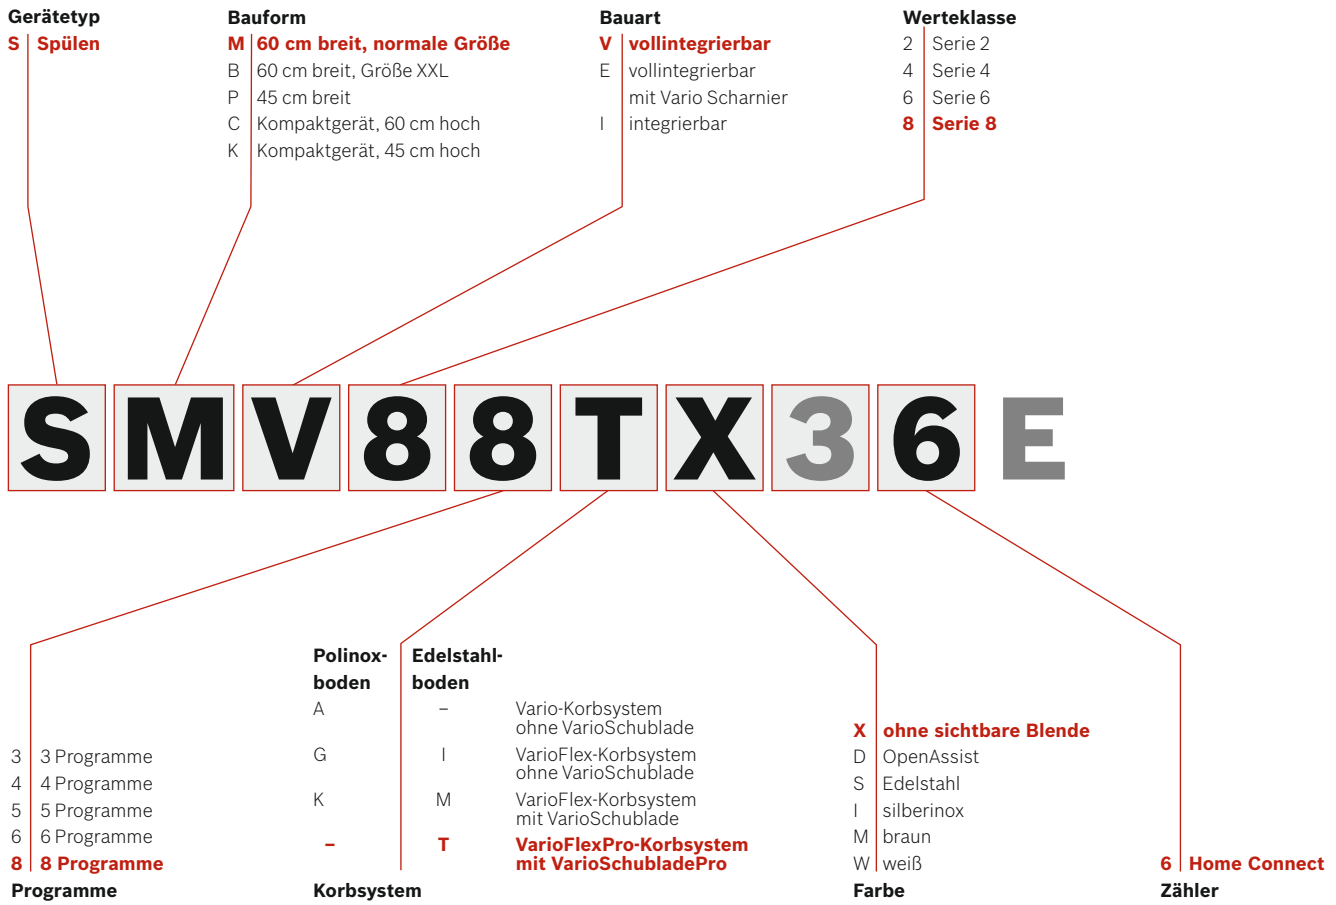 Gerätetyp
S Spülen
Bauform
M 60 cm breit, normale Größe
B 60 cm breit, Größe XXL
P 45 cm breit
C Kompaktgerät, 60 cm hoch
K Kompaktgerät, 45 cm hoch
Bauart
V vollintegrierbar
E vollintegrierbar
mit Vario Scharnier
I integrierbar
Werteklasse
2 Serie 2
4 Serie 4
6 Serie 6
8 Serie 8
SMV88TX36E
3 3 Programme
4 4 Programme
5 5 Programme
6 6 Programme
8 8 Programme
Programme
Polinox- Edelstahl-
boden boden
A – Vario-Korbsystem
ohne VarioSchublade
G I VarioFlex-Korbsystem
ohne VarioSchublade
K M VarioFlex-Korbsystem
mit VarioSchublade
– T VarioFlexPro-Korbsystem
mit VarioSchubladePro
Korbsystem
X ohne sichtbare Blende
D OpenAssist
S Edelstahl
I silberinox
M braun
W weiß
Farbe
6 Home Connect
Zähler